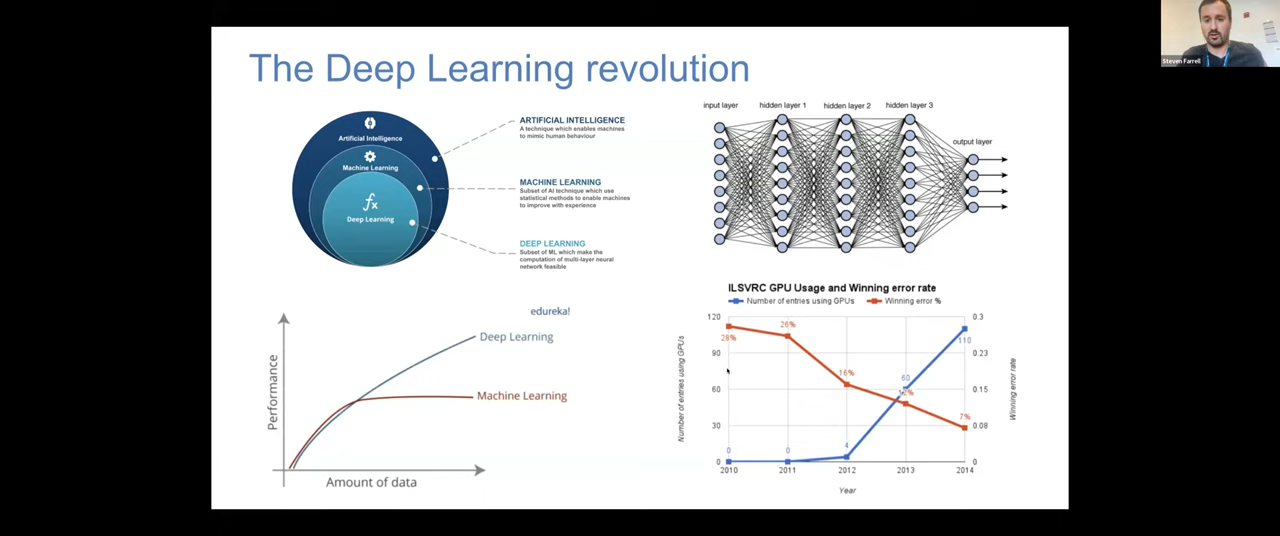 The Deep Learning revolution
Steven Farrell
Artificial Intelligence
Machine Learning
fx
Deep Learning
ARTIFICIAL INTELLIGENCE
A technique which enables machines
to mimic human behaviour
MACHINE LEARNING
Subset of AI technique which use
statistical methods to enable machines
to improve with experience
DEEP LEARNING
Subset of ML which make the
computation of multi-layer neural
network feasible
edureka!
input layer
hidden layer 1
hidden layer 2
hidden layer 3
output layer
Performance
Deep Learning
Machine Learning
Amount of data
ILSVRC GPU Usage and Winning error rate
Number of entries using GPUs
Winning error %
Number of entries using GPUs
120
90
60
30
0
0.3
0.23
0.15
0.08
0
Winning error rate
28%
26%
16%
12%
7%
0
0
4
60
110
2010
2011
2012
2013
2014
Year